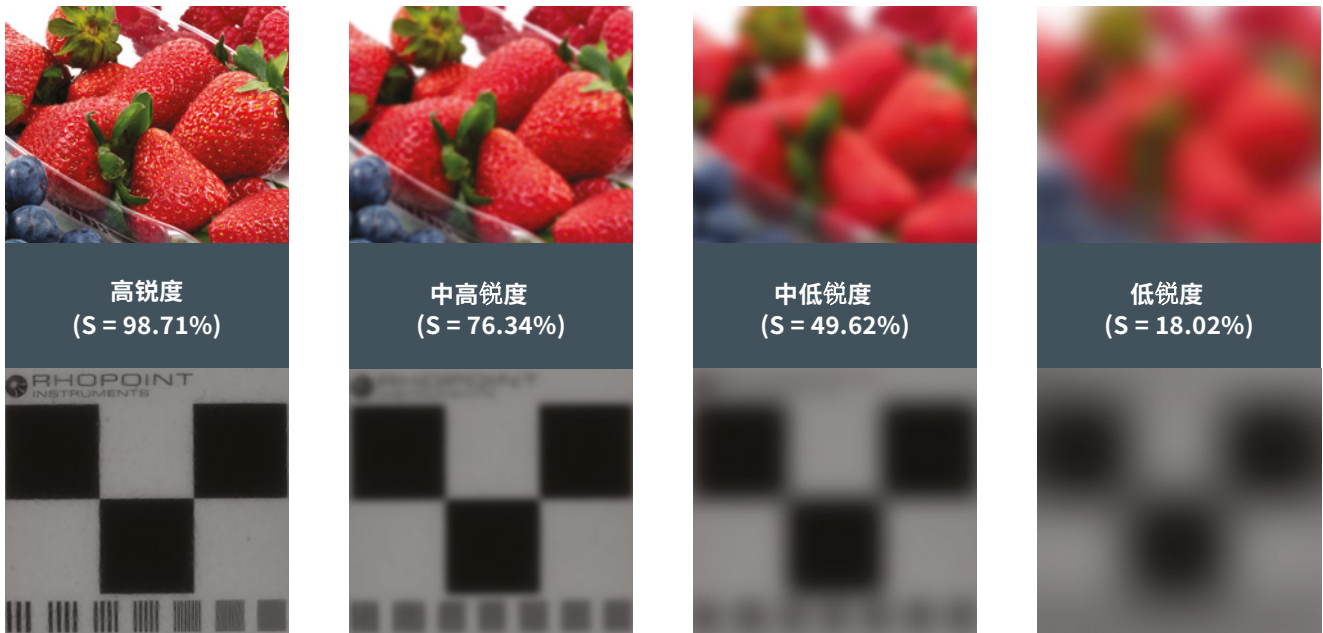 高锐度
(S = 98.71%)
中高锐度
(S = 76.34%)
中低锐度
(S = 49.62%)
低锐度
(S = 18.02%)
RHOPOINT
INSTRUMENTS
RHOPOINT